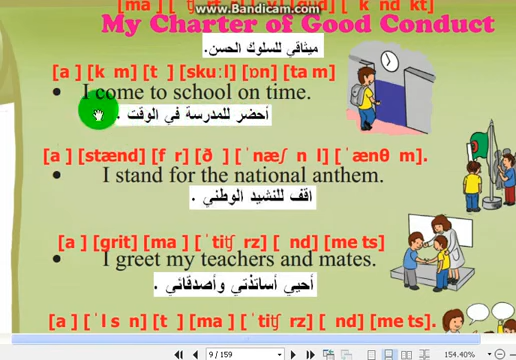 www.Bandicam.com
My Charter of Good Conduct
ميثاقي للسلوك الحسن.
[a ] [k m] [t ] [skuːl] [ɒn] [ta m]
• I come to school on time.
أحضر للمدرسة في الوقت .
[a ] [stænd] [f r] [ð ] [ˈnæʃ n l] [ˈænθ m].
• I stand for the national anthem.
اقف للنشيد الوطني .
[a ] [grit] [ma ] [ˈtiʧ rz] [ nd] [me ts]
• I greet my teachers and mates.
أحيي أساتذتي وأصدقائي .
[a ] [ˈl s n] [t ] [ma ] [ˈtiʧ rz] [ nd] [me ts].
9 / 159
154.40%